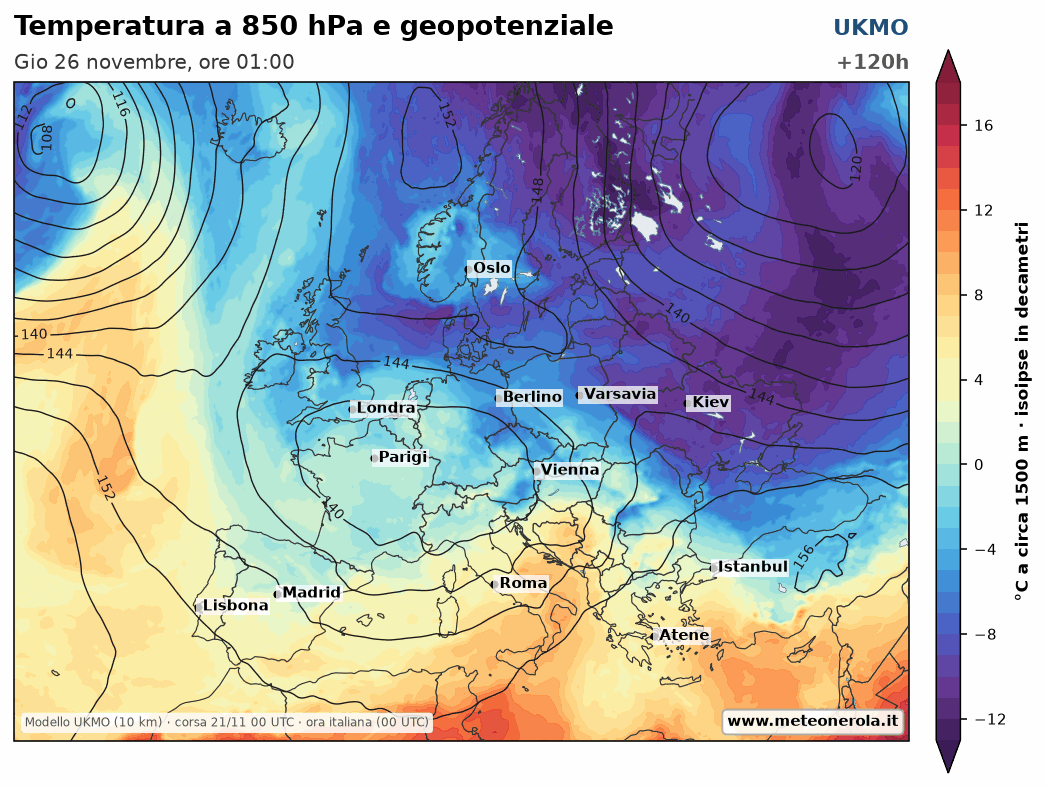 Temperatura a 850 hPa e geopotenziale
UKMO
Gio 26 novembre, ore 01:00
+120h
112
116
108
152
148
120
140
140
144
144
144
152
140
156
Oslo
Londra
Berlino
Varsavia
Kiev
Parigi
Vienna
Istanbul
Roma
Madrid
Lisbona
Atene
16
12
8
4
0
−4
−8
−12
°C a circa 1500 m · isoipse in decametri
Modello UKMO (10 km) · corsa 21/11 00 UTC · ora italiana (00 UTC)
www.meteonerola.it